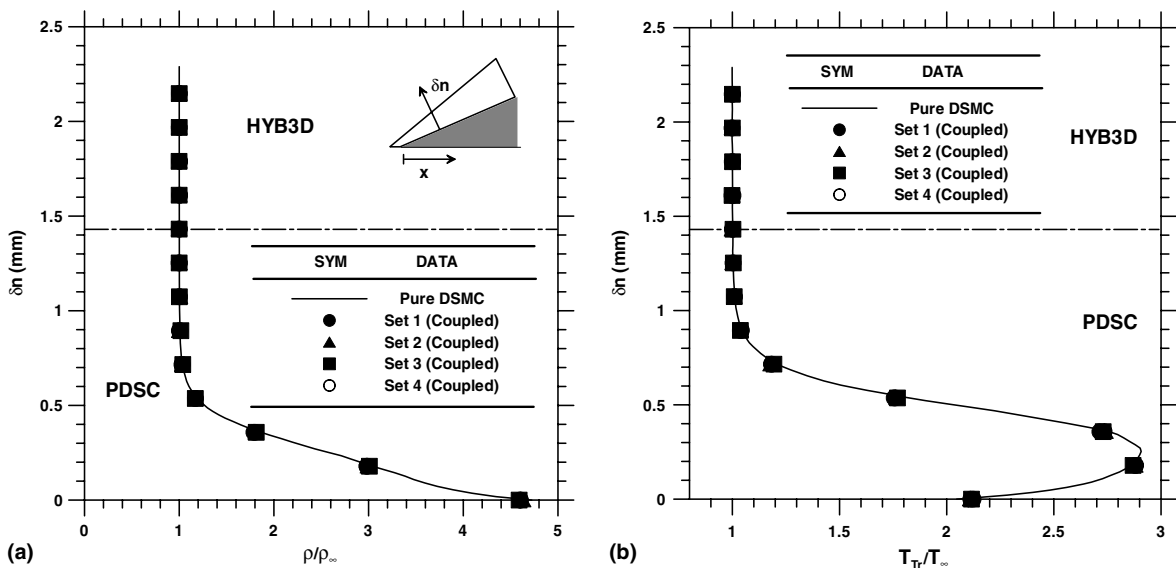 2.5
2
1.5
1
0.5
0
δn (mm)
0 1 2 3 4 5
ρ/ρ∞
(a)
HYB3D
PDSC
δn
x
SYM DATA
Pure DSMC
Set 1 (Coupled)
Set 2 (Coupled)
Set 3 (Coupled)
Set 4 (Coupled)
2.5
2
1.5
1
0.5
0
δn (mm)
1 1.5 2 2.5 3
T_Tr/T∞
(b)
SYM DATA
Pure DSMC
Set 1 (Coupled)
Set 2 (Coupled)
Set 3 (Coupled)
Set 4 (Coupled)
HYB3D
PDSC